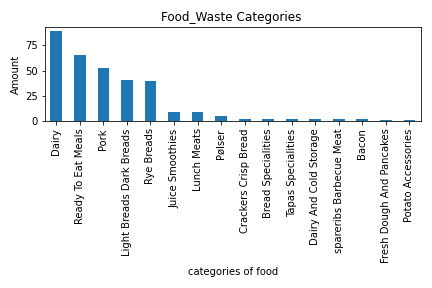 Food_Waste Categories
Amount
75
50
25
0
Dairy
Ready To Eat Meals
Pork
Light Breads Dark Breads
Rye Breads
Juice Smoothies
Lunch Meats
Pølser
Crackers Crisp Bread
Bread Specialities
Tapas Specialities
Dairy And Cold Storage
spareribs Barbecue Meat
Bacon
Fresh Dough And Pancakes
Potato Accessories
categories of food